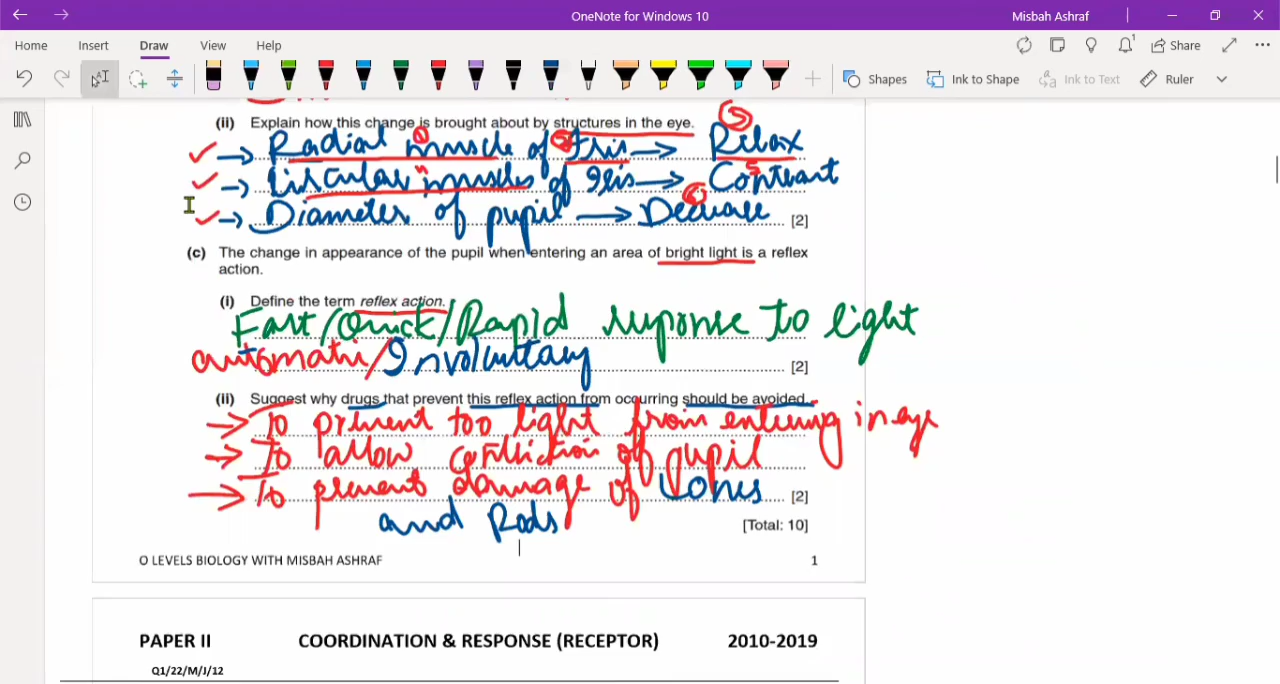 OneNote for Windows 10
Misbah Ashraf
Home Insert Draw View Help
Share
Shapes Ink to Shape Ink to Text Ruler
(ii) Explain how this change is brought about by structures in the eye.
Radial muscle of Iris → Relax
Circular muscles of Iris → Contract
Diameter of pupil → Decrease [2]
(c) The change in appearance of the pupil when entering an area of bright light is a reflex
action.
(i) Define the term reflex action.
Fast/Quick/Rapid response to light
automatic/Involuntary [2]
(ii) Suggest why drugs that prevent this reflex action from occurring should be avoided.
→ To prevent too light from entering in eye
→ To allow of pupil
→ To prevent damage of Cones [2]
and Rods
[Total: 10]
O LEVELS BIOLOGY WITH MISBAH ASHRAF 1
PAPER II COORDINATION & RESPONSE (RECEPTOR) 2010-2019
Q1/22/M/J/12